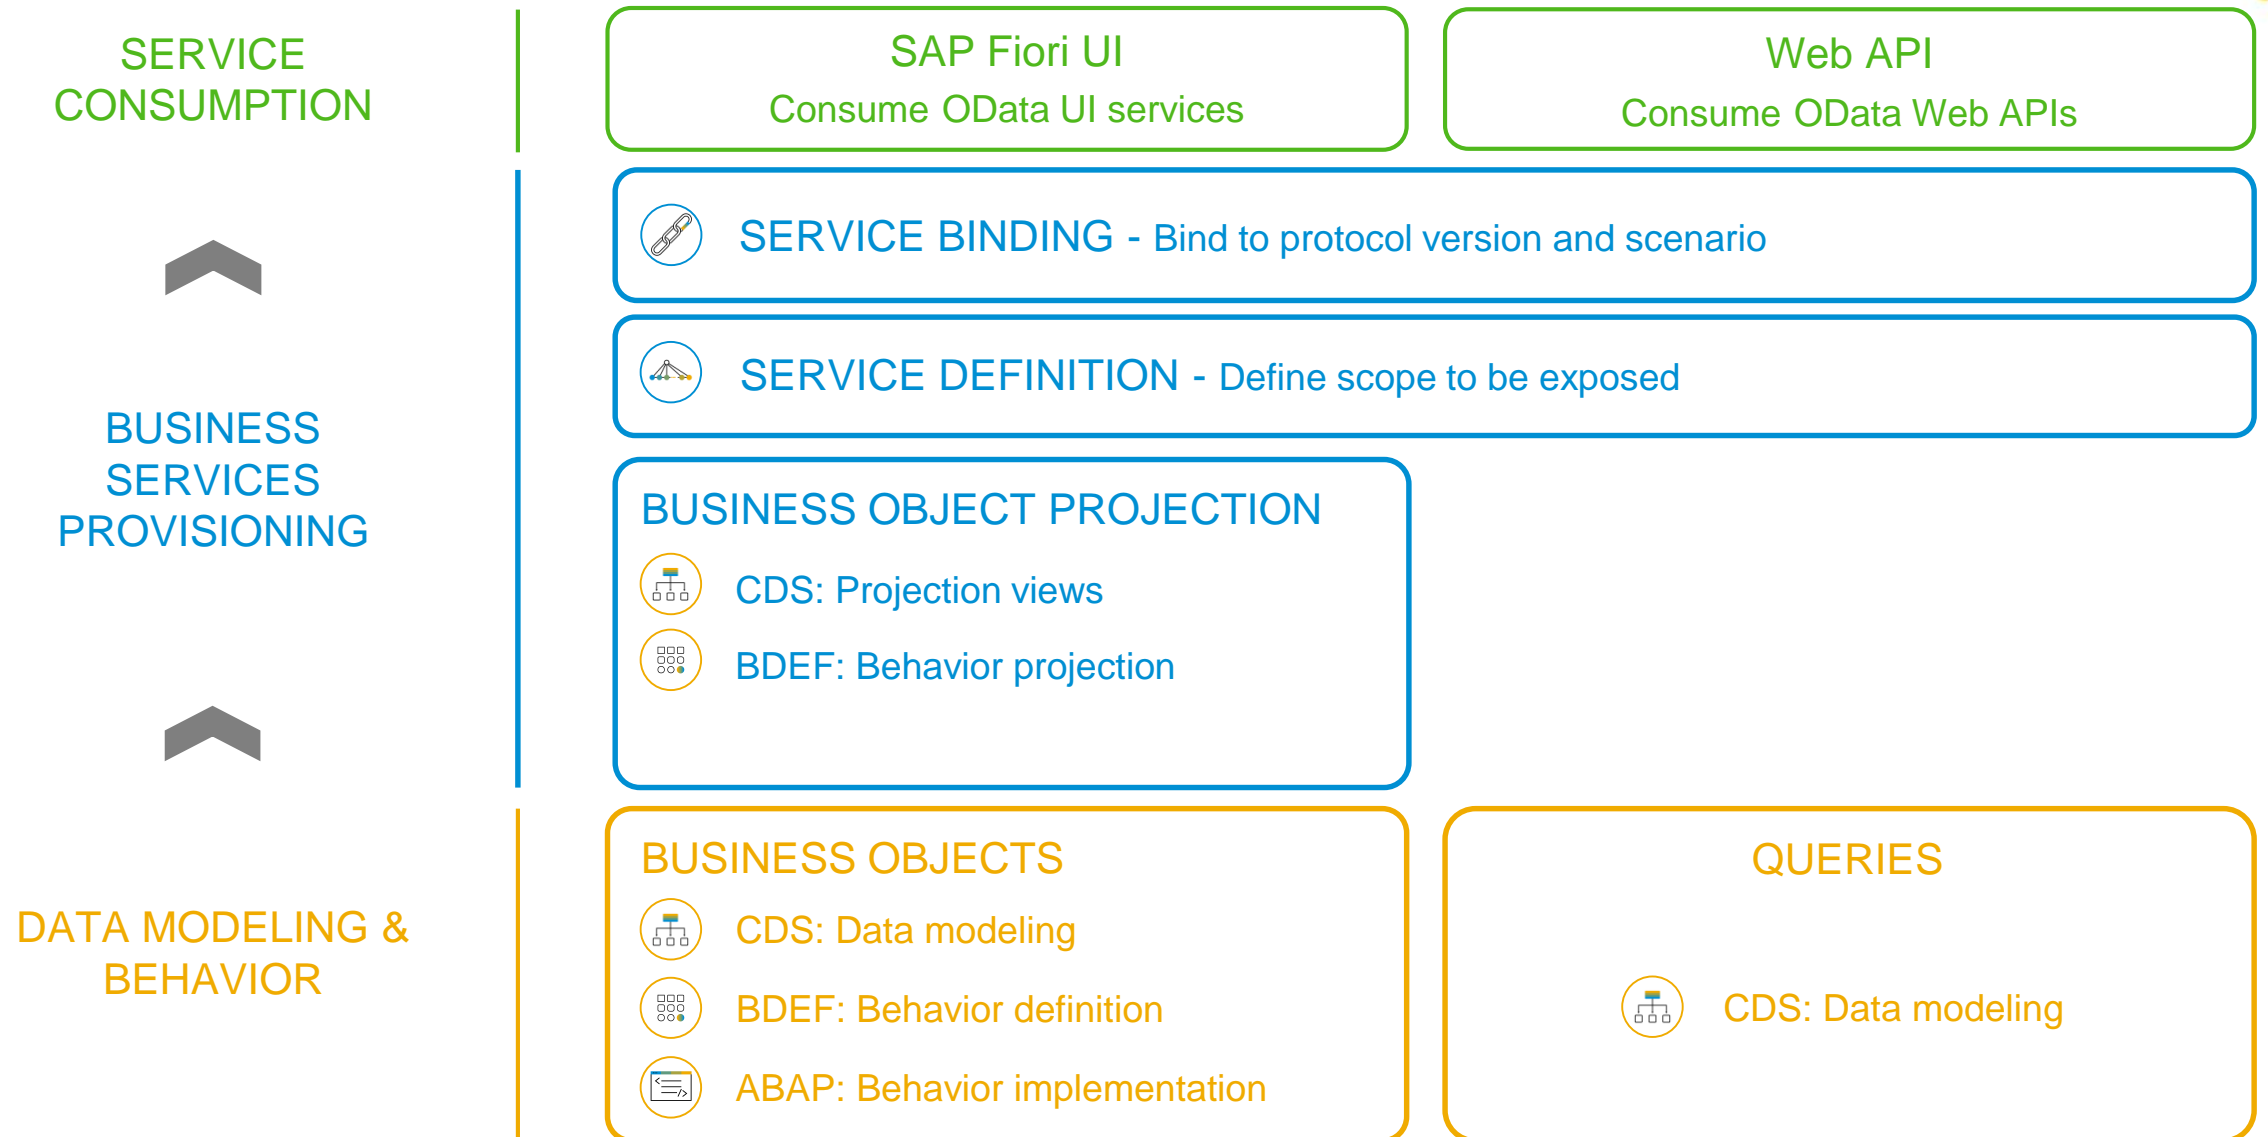 SERVICE
CONSUMPTION
SAP Fiori UI
Consume OData UI services
Web API
Consume OData Web APIs
BUSINESS
SERVICES
PROVISIONING
SERVICE BINDING - Bind to protocol version and scenario
SERVICE DEFINITION - Define scope to be exposed
BUSINESS OBJECT PROJECTION
CDS: Projection views
BDEF: Behavior projection
DATA MODELING &
BEHAVIOR
BUSINESS OBJECTS
CDS: Data modeling
BDEF: Behavior definition
ABAP: Behavior implementation
QUERIES
CDS: Data modeling